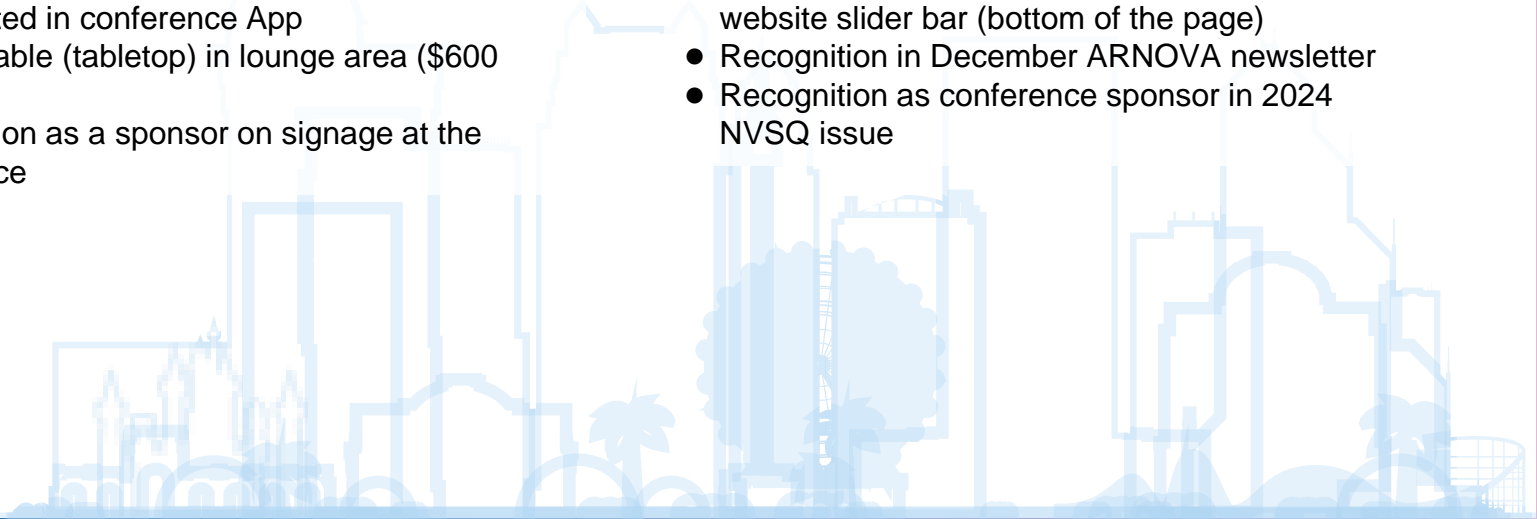 ted in conference App
able (tabletop) in lounge area ($600
on as a sponsor on signage at the
ce
website slider bar (bottom of the page)
● Recognition in December ARNOVA newsletter
● Recognition as conference sponsor in 2024
NVSQ issue